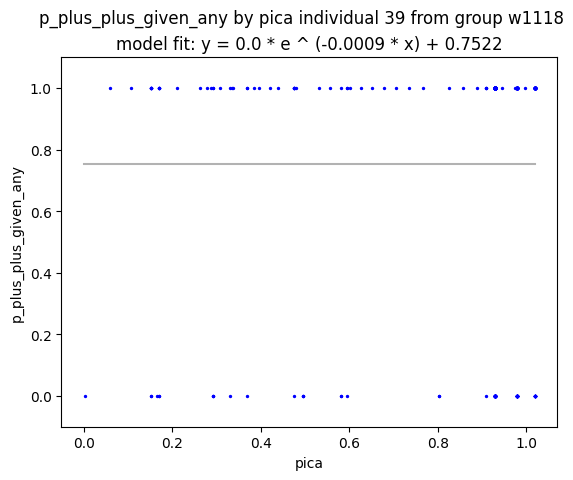 p_plus_plus_given_any by pica individual 39 from group w1118
model fit: y = 0.0 * e ^ (-0.0009 * x) + 0.7522
p_plus_plus_given_any
1.0
0.8
0.6
0.4
0.2
0.0
0.0 0.2 0.4 0.6 0.8 1.0
pica